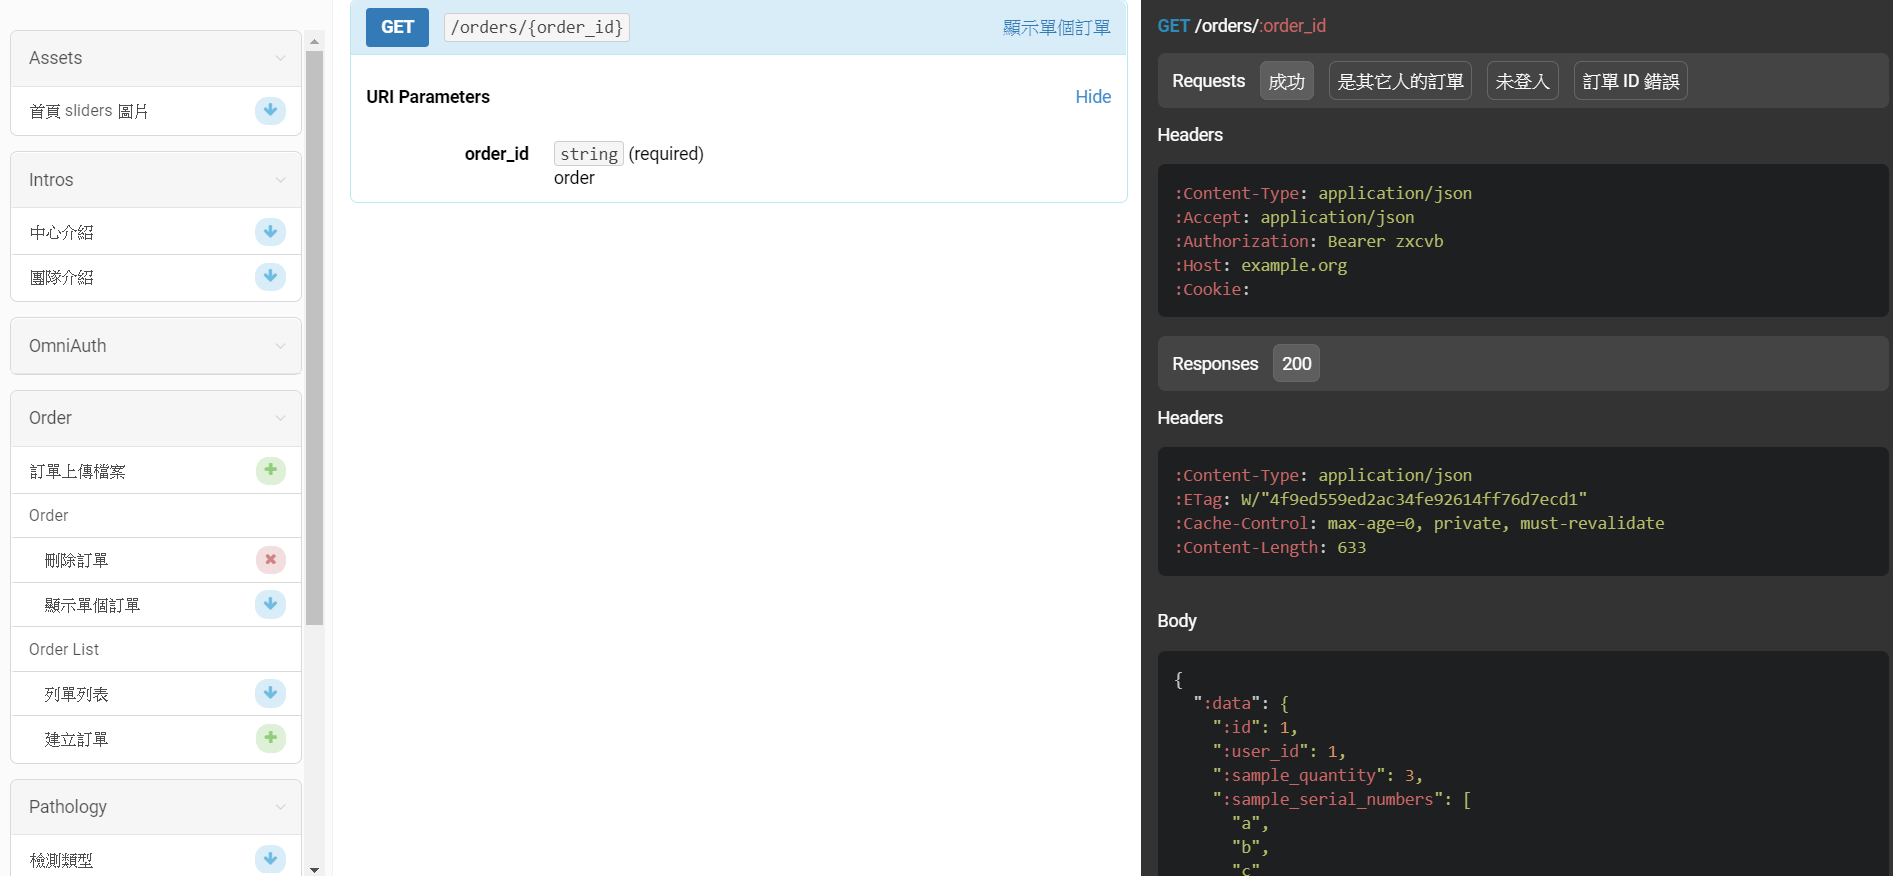 Assets
首頁 sliders 圖片
Intros
中心介紹
團隊介紹
OmniAuth
Order
訂單上傳檔案
Order
刪除訂單
顯示單個訂單
Order List
列單列表
建立訂單
Pathology
檢測類型
GET /orders/{order_id} 顯示單個訂單
URI Parameters Hide
order_id string (required)
order
GET /orders/:order_id
Requests 成功 是其它人的訂單 未登入 訂單 ID 錯誤
Headers
:Content-Type: application/json
:Accept: application/json
:Authorization: Bearer zxcvb
:Host: example.org
:Cookie:
Responses 200
Headers
:Content-Type: application/json
:ETag: W/"4f9ed559ed2ac34fe92614ff76d7ecd1"
:Cache-Control: max-age=0, private, must-revalidate
:Content-Length: 633
Body
{
":data": {
":id": 1,
":user_id": 1,
":sample_quantity": 3,
":sample_serial_numbers": [
"a",
"b",
"c"